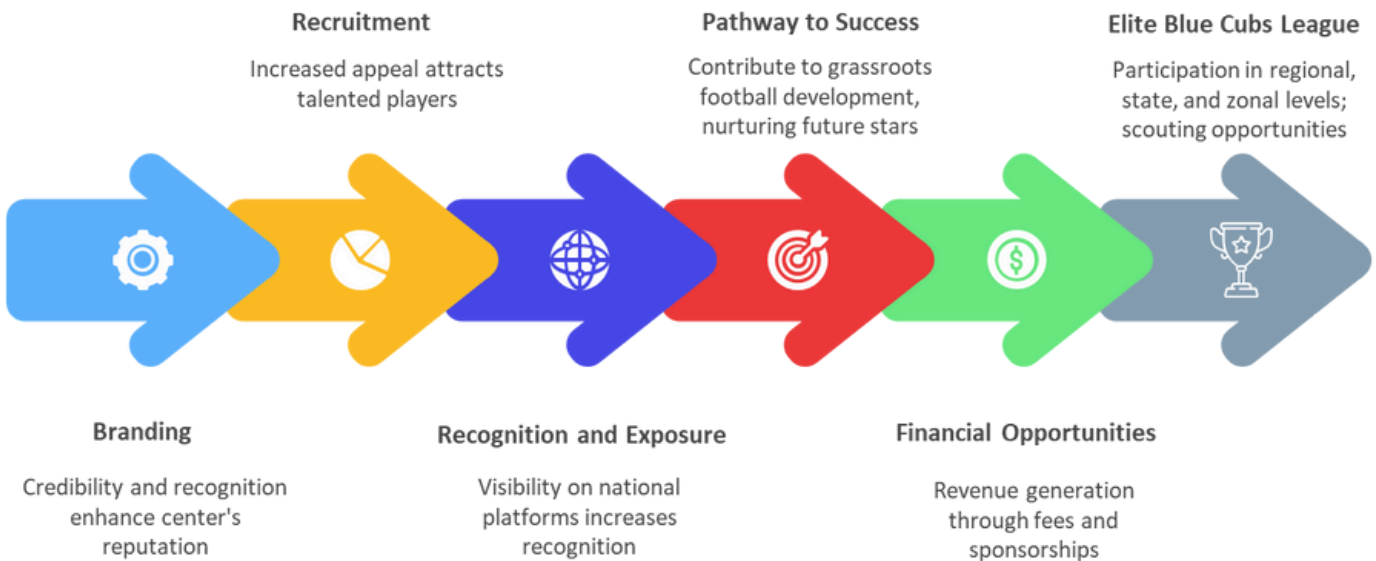 Recruitment
Increased appeal attracts
talented players
Pathway to Success
Contribute to grassroots
football development,
nurturing future stars
Elite Blue Cubs League
Participation in regional,
state, and zonal levels;
scouting opportunities
$
Branding
Credibility and recognition
enhance center's
reputation
Recognition and Exposure
Visibility on national
platforms increases
recognition
Financial Opportunities
Revenue generation
through fees and
sponsorships